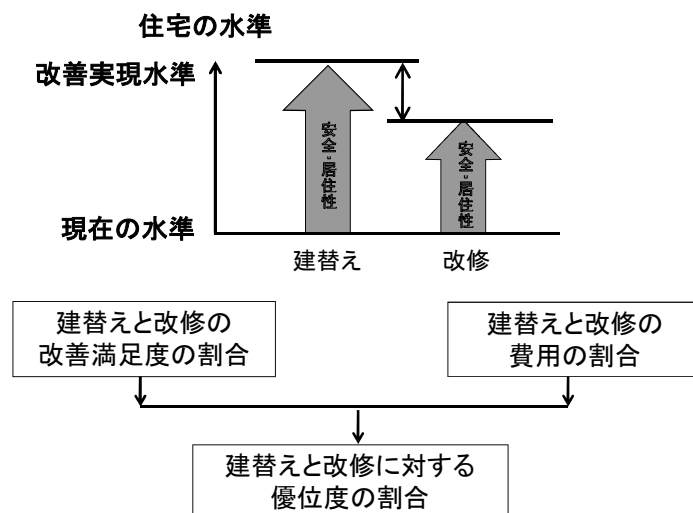 住宅の水準
改善実現水準
安全・居住性
安全・居住性
現在の水準
建替え
改修
建替えと改修の
改善満足度の割合
建替えと改修の
費用の割合
建替えと改修に対する
優位度の割合